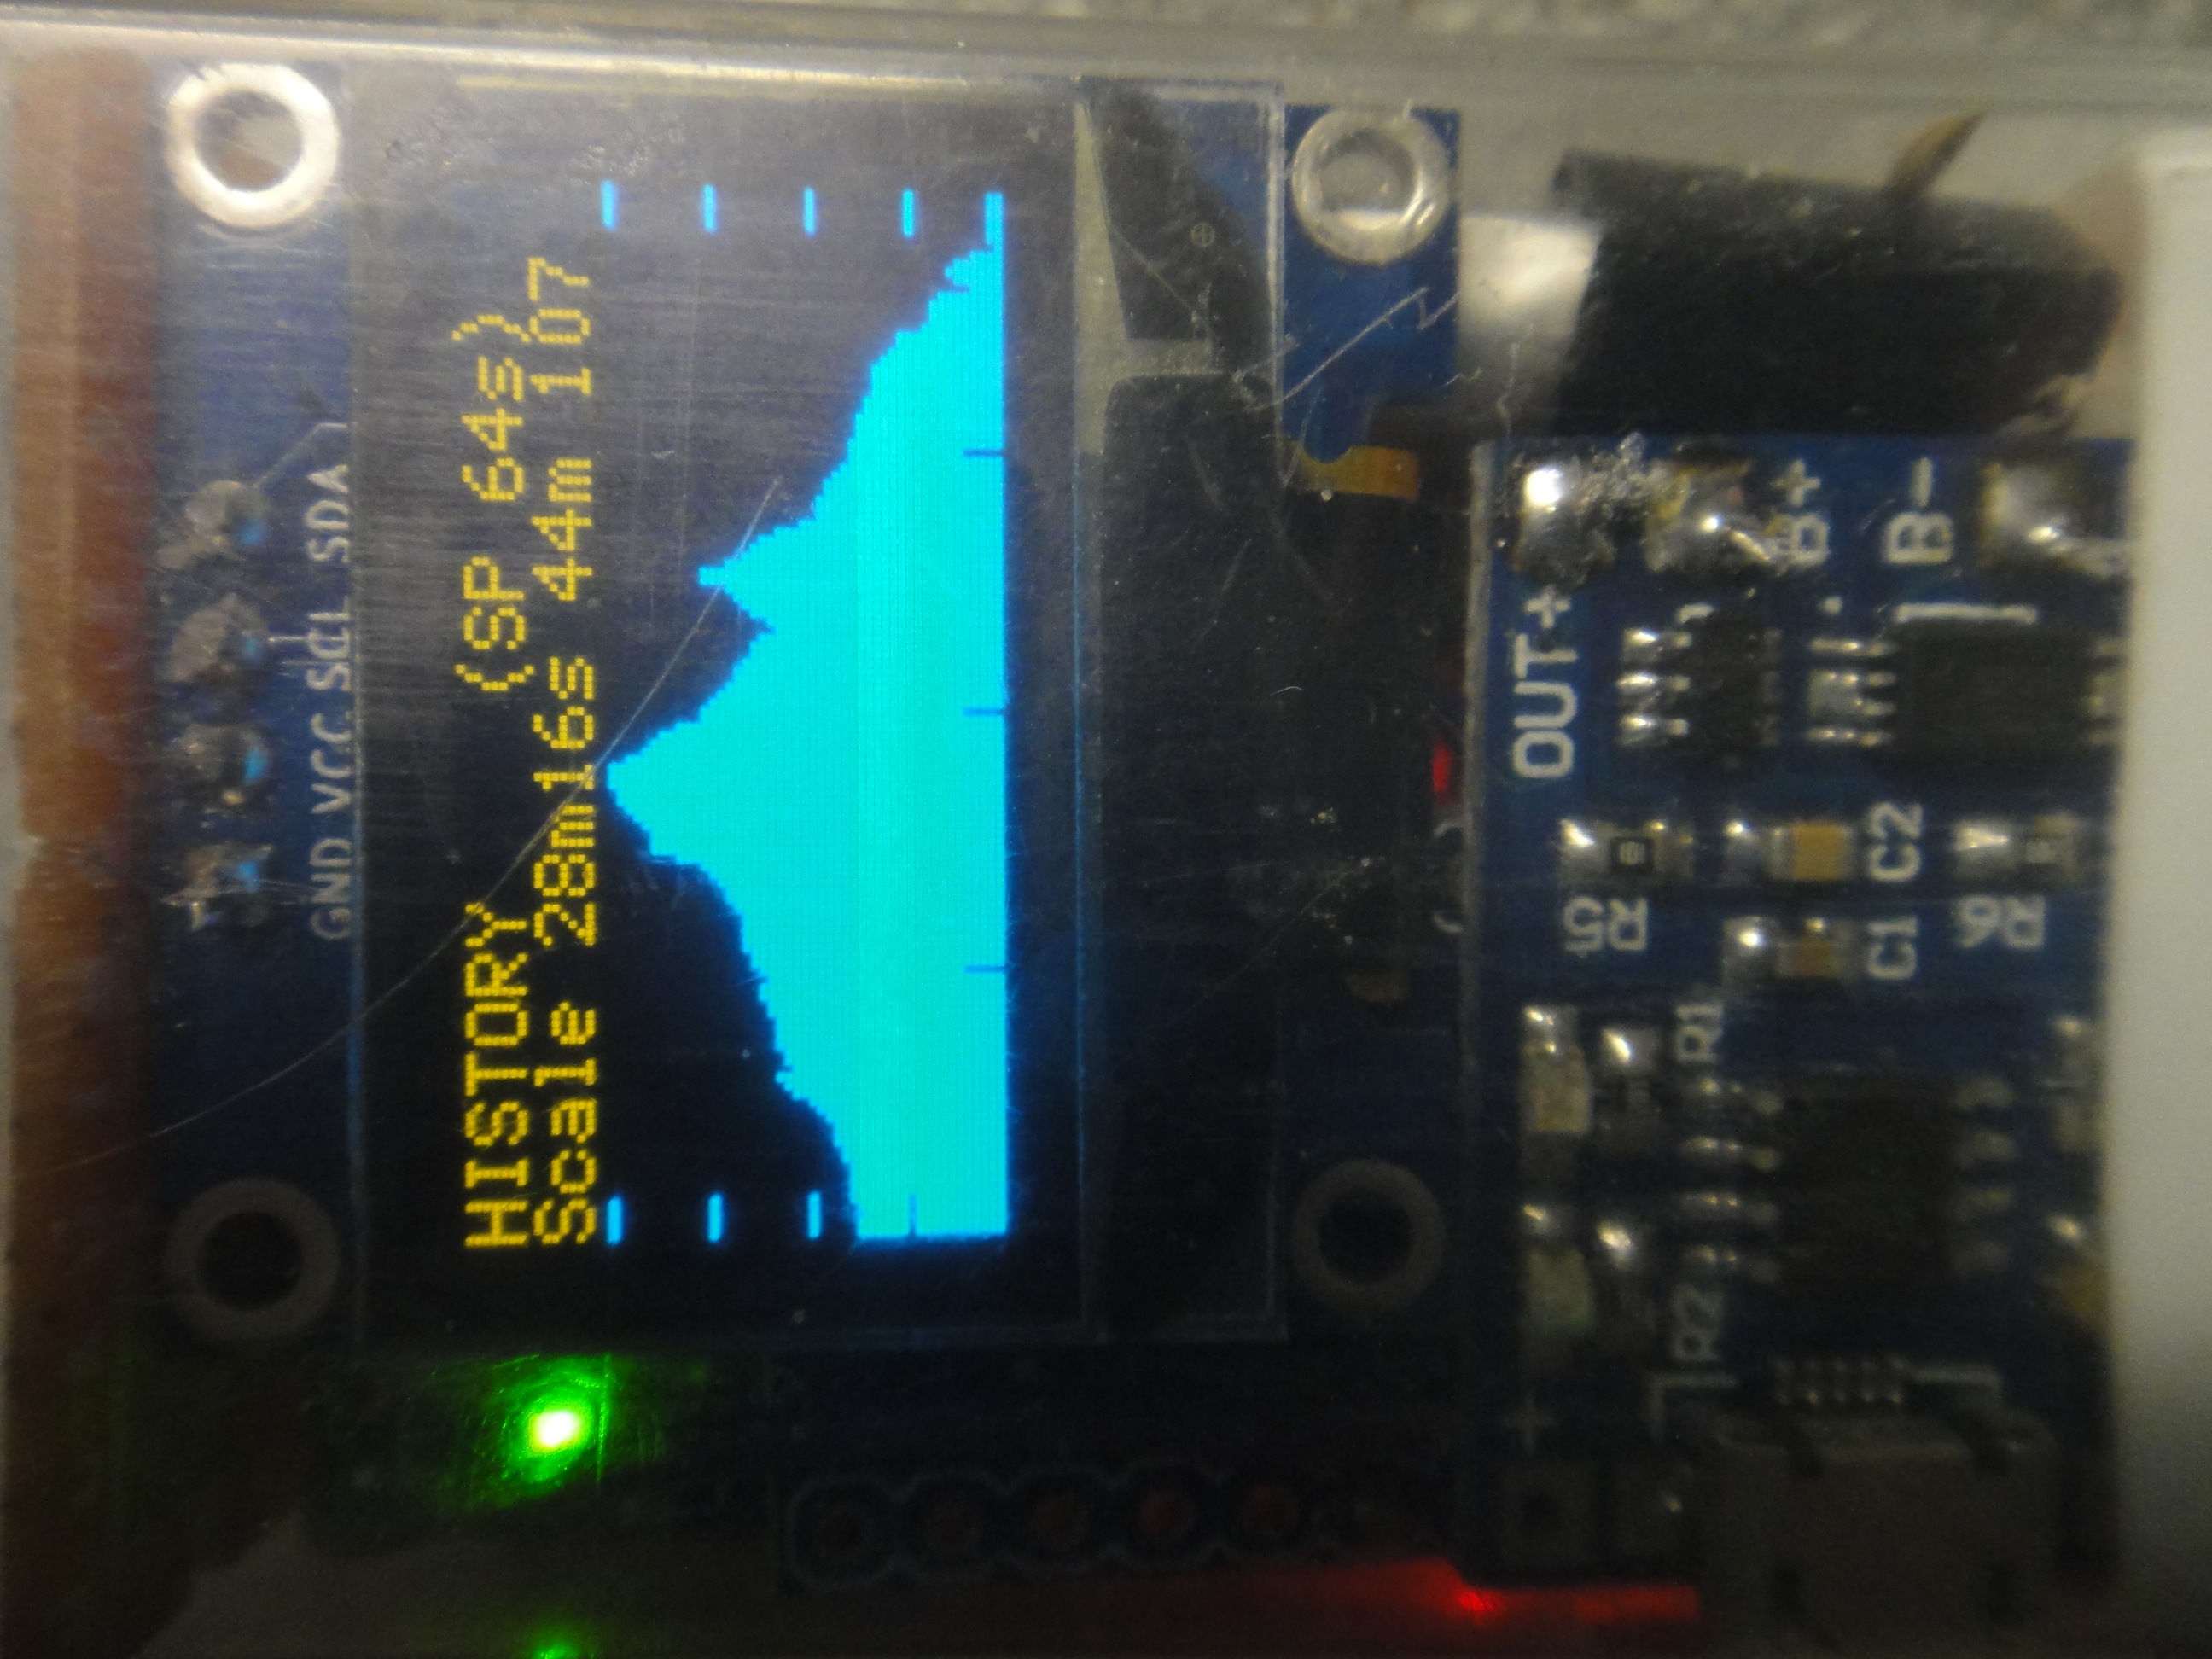 GND VCC SCL SDA
HISTORY (SP 64s)
Scale 28m16s 44m 107
+
OUT+
R5
R2
R1
B+
C1 C2
B-
R6